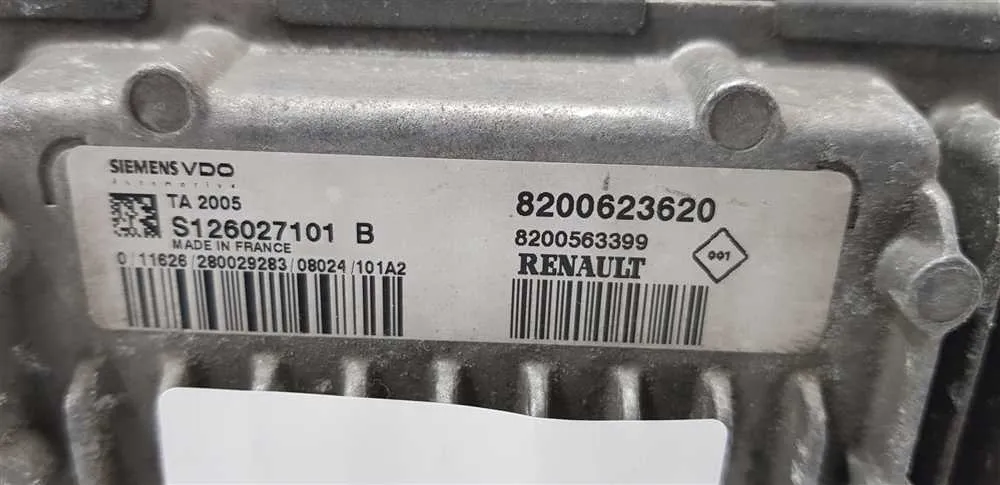 SIEMENS VDO
Automotive
TA 2005
S126027101 B
MADE IN FRANCE
0/11626/280029283/08024/101A2
8200623620
8200563399
RENAULT
001